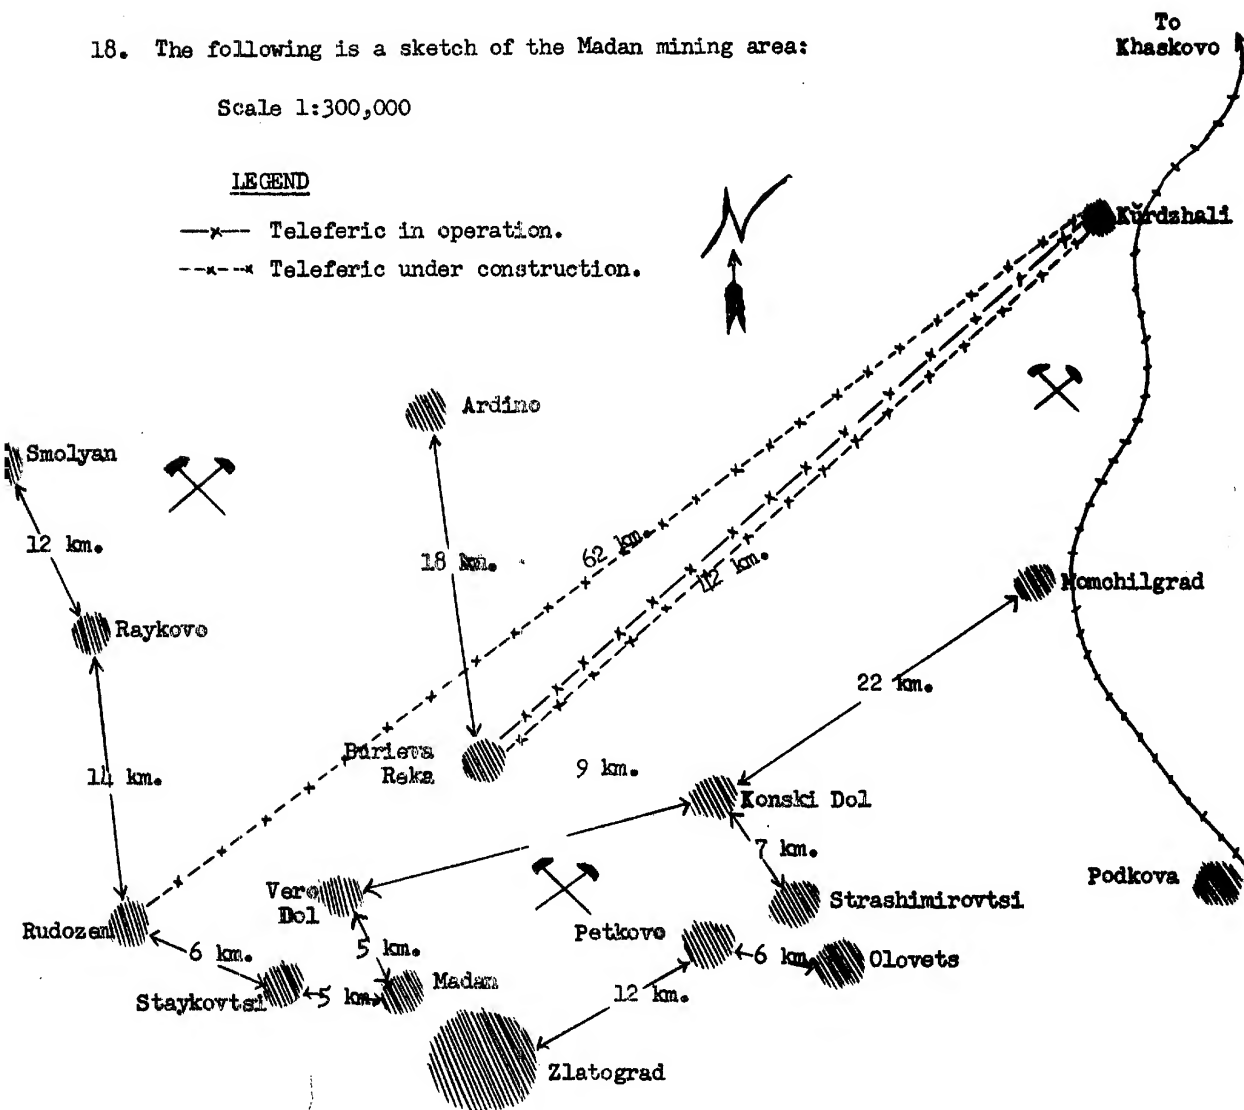 18. The following is a sketch of the Madan mining area:
To
Khaskovo
Scale 1:300,000
LEGEND
Teleferic in operation.
Teleferic under construction.
N
Kŭrdzhali
Ardino
Smolyan
12 km.
18 km.
62 km.
km.
Momchilgrad
Raykovo
22 km.
Burieva
Reka
9 km.
14 km.
Konski Dol
7 km.
Podkova
Vero
Dol
Strashimirovtsi
Rudozem
6 km.
5 km.
Petkovo
6 km
Olovets
Staykovtsi
5 km.
Madan
12 km.
Zlatograd